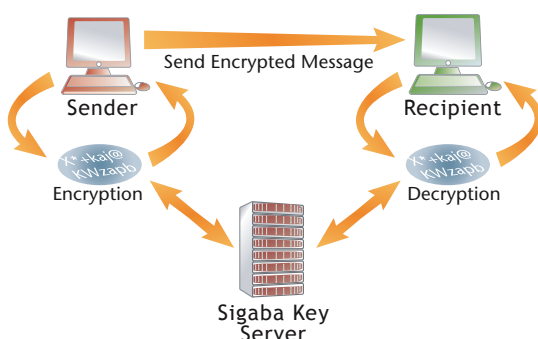 Send Encrypted Message
Sender
Recipient
X* +kaj@
KWzapb
X* +kaj@
KWzapb
Encryption
Decryption
Sigaba Key
Server